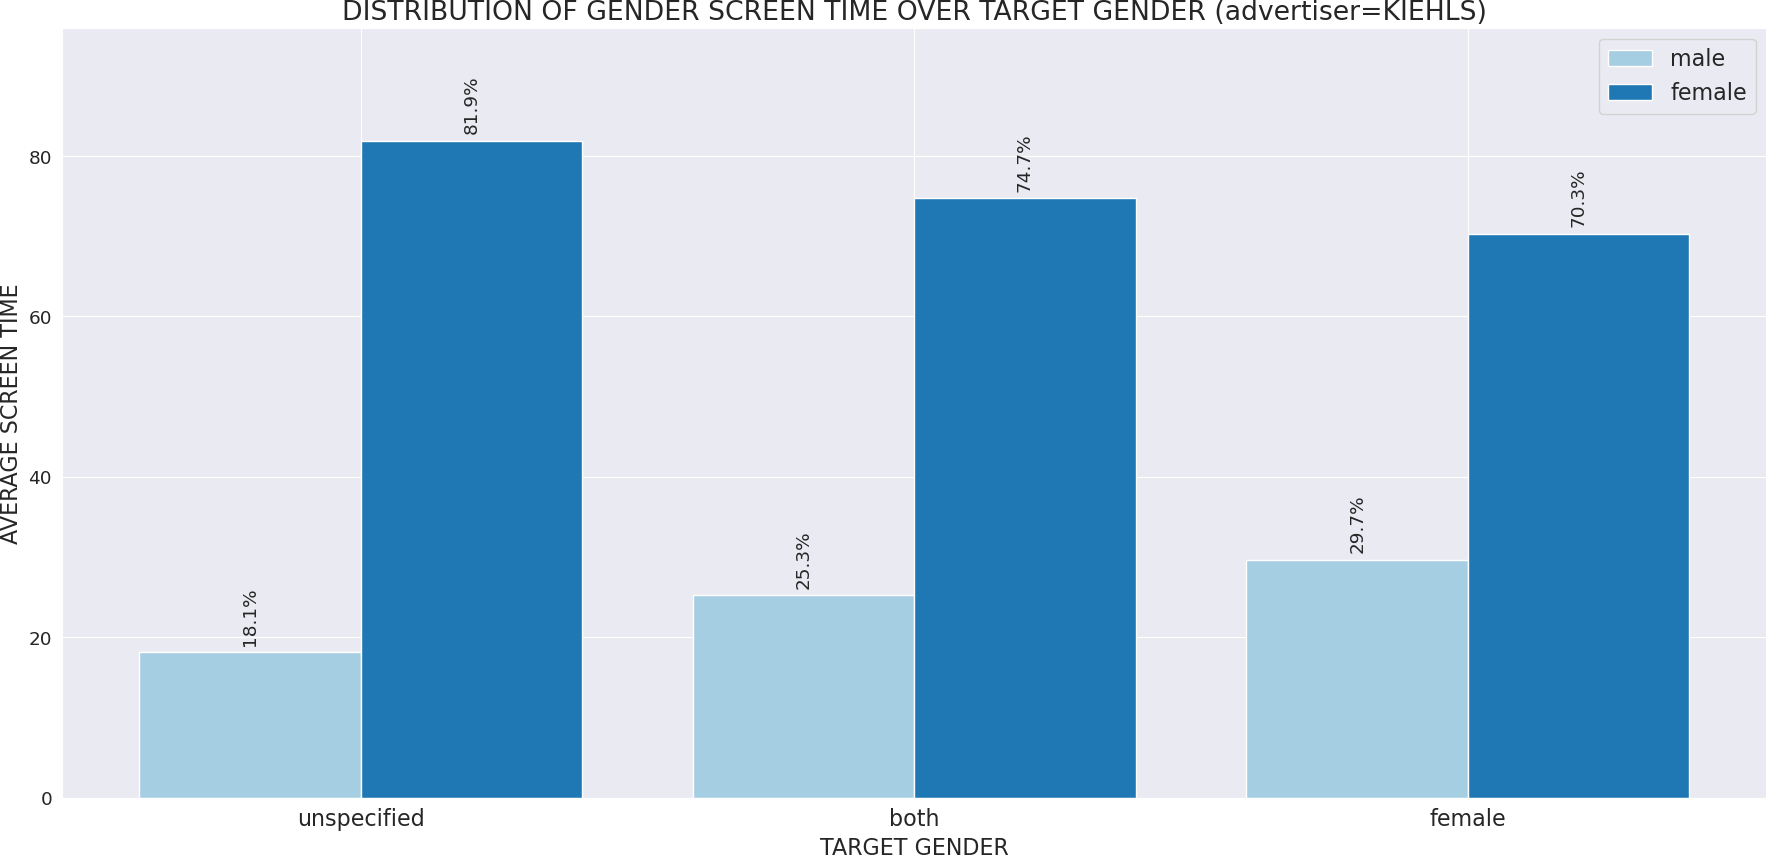 DISTRIBUTION OF GENDER SCREEN TIME OVER TARGET GENDER (advertiser=KIEHLS)
male
female
AVERAGE SCREEN TIME
80
60
40
20
0
18.1%
81.9%
25.3%
74.7%
29.7%
70.3%
unspecified
both
female
TARGET GENDER